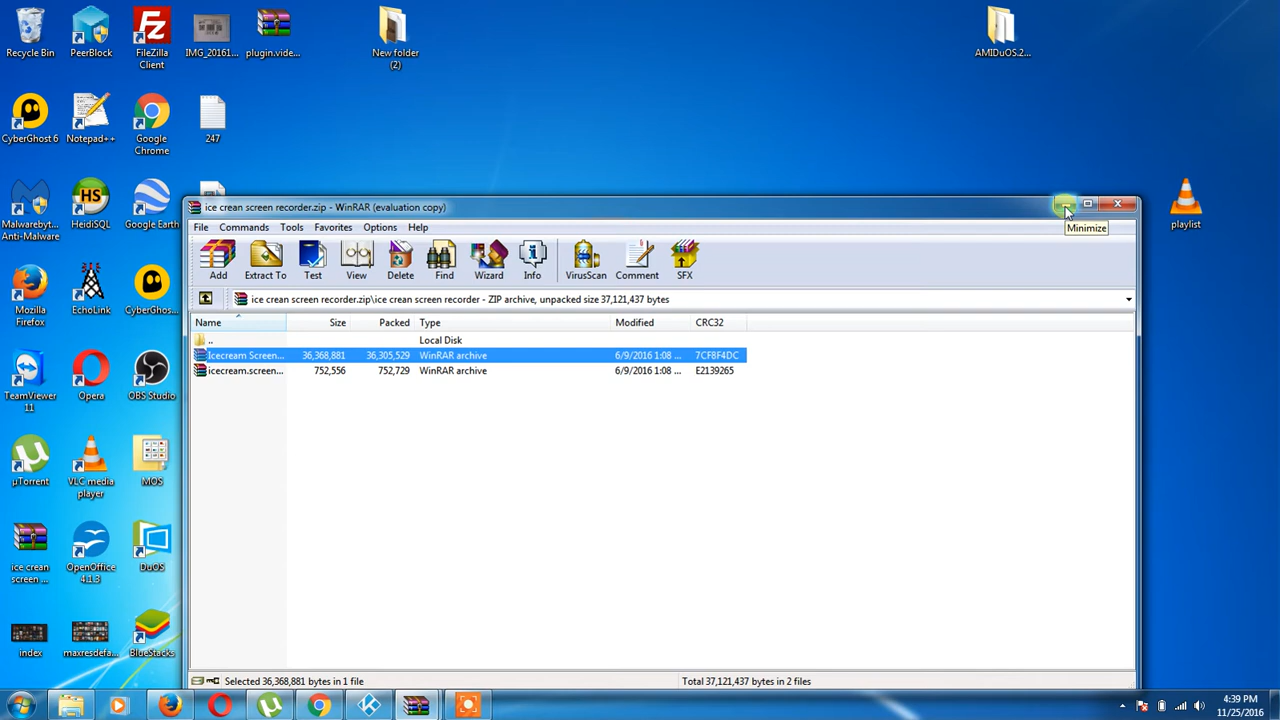 Recycle Bin
PeerBlock
FileZilla
Client
IMG_20161...
plugin.vide...
New folder
(2)
AMIDuOS.2...
CyberGhost 6
Notepad++
Google
Chrome
247
Malwarebyt...
Anti-Malware
HeidiSQL
Google Earth
playlist
ice crean screen recorder.zip - WinRAR (evaluation copy)
Minimize
File Commands Tools Favorites Options Help
Add Extract To Test View Delete Find Wizard Info VirusScan Comment SFX
ice crean screen recorder.zip\ice crean screen recorder - ZIP archive, unpacked size 37,121,437 bytes
Name Size Packed Type Modified CRC32
.. Local Disk
Icecream Screen... 36,368,881 36,305,529 WinRAR archive 6/9/2016 1:08 ... 7CF8F4DC
icecream.screen... 752,556 752,729 WinRAR archive 6/9/2016 1:08 ... E2139265
Mozilla
Firefox
EchoLink
CyberGhos...
TeamViewer
11
Opera
OBS Studio
µTorrent
VLC media
player
MOS
ice crean
screen ...
OpenOffice
4.1.3
DuOS
index
maxresdefa...
BlueStacks
Selected 36,368,881 bytes in 1 file
Total 37,121,437 bytes in 2 files
4:39 PM
11/25/2016